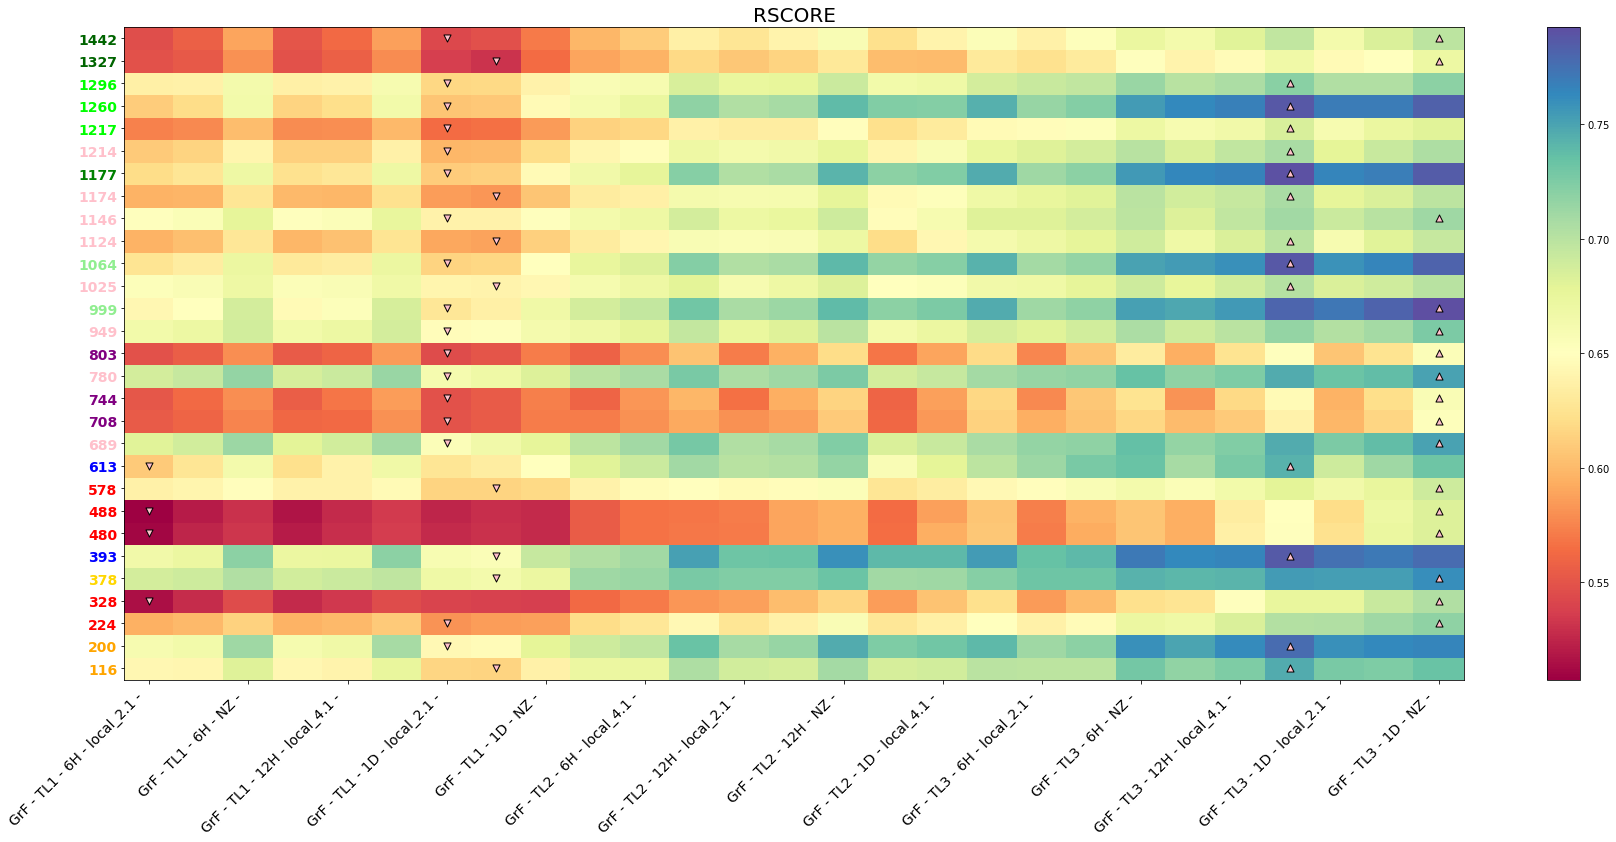 RSCORE
1442
1327
1296
1260
1217
1214
1177
1174
1146
1124
1064
1025
999
949
803
780
744
708
689
613
578
488
480
393
378
328
224
200
116
0.75
0.70
0.65
0.60
0.55
GrF - TL1 - 6H - local_2.1 -
GrF - TL1 - 6H - NZ -
GrF - TL1 - 12H - local_4.1 -
GrF - TL1 - 1D - local_2.1 -
GrF - TL1 - 1D - NZ -
GrF - TL2 - 6H - local_4.1 -
GrF - TL2 - 12H - local_2.1 -
GrF - TL2 - 12H - NZ -
GrF - TL2 - 1D - local_4.1 -
GrF - TL3 - 6H - local_2.1 -
GrF - TL3 - 6H - NZ -
GrF - TL3 - 12H - local_4.1 -
GrF - TL3 - 1D - local_2.1 -
GrF - TL3 - 1D - NZ -